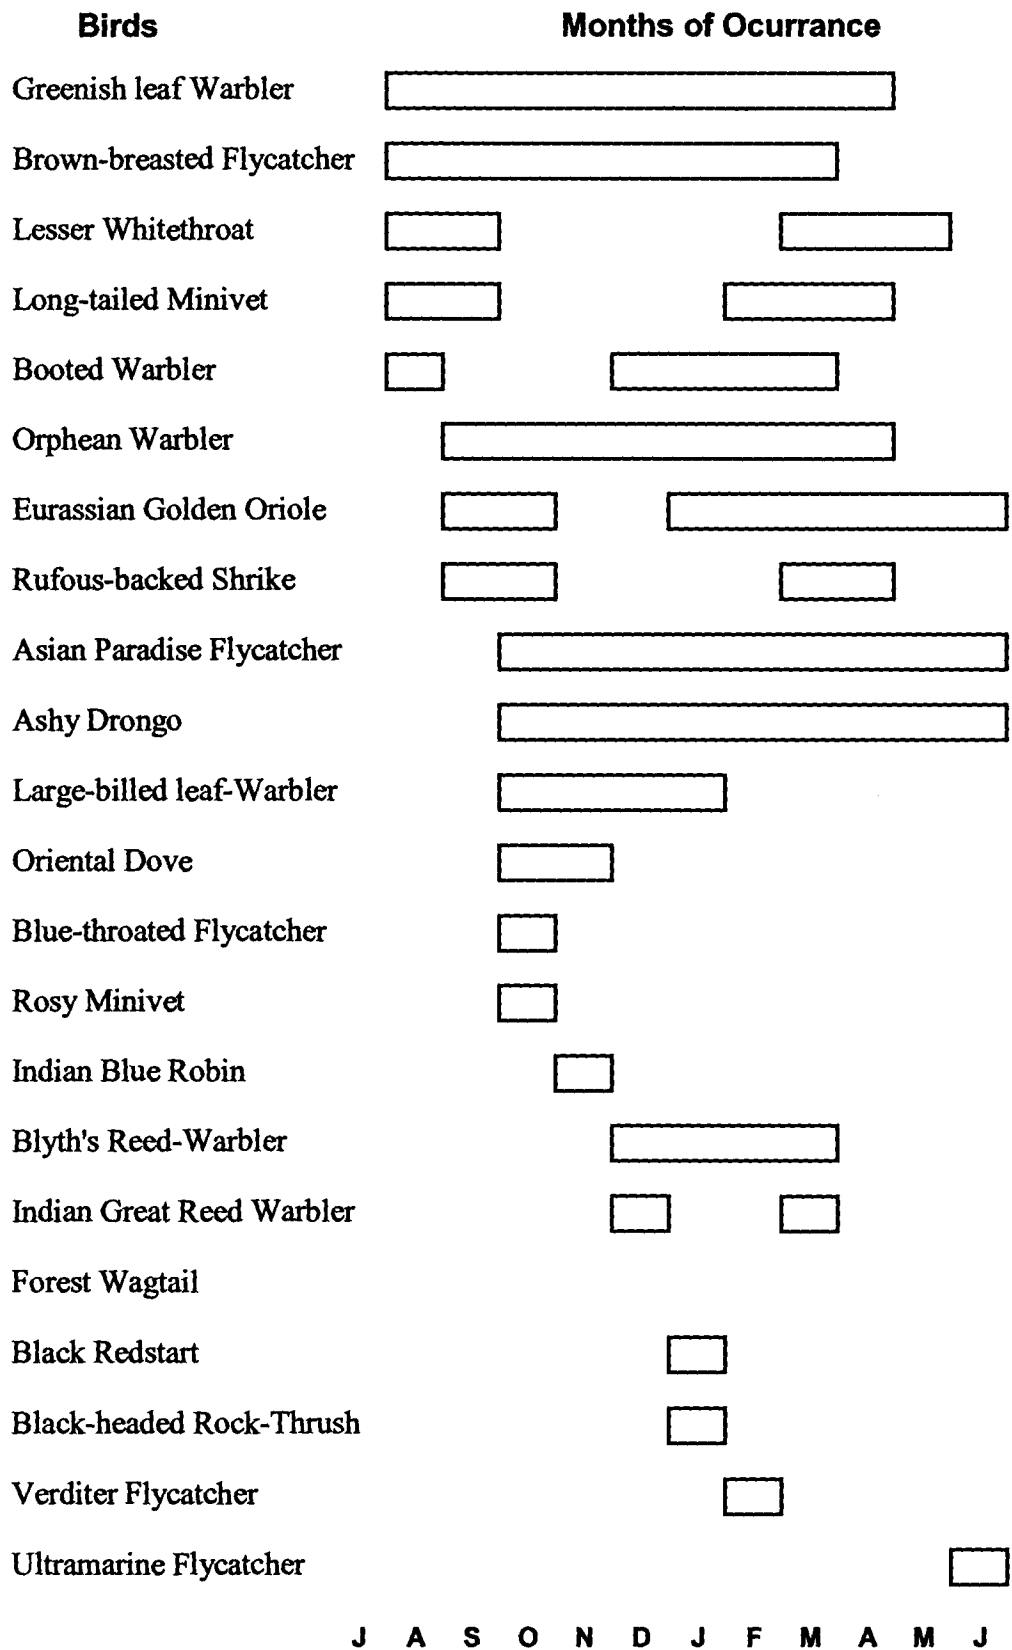 Birds Months of Ocurrance
Greenish leaf Warbler
Brown-breasted Flycatcher
Lesser Whitethroat
Long-tailed Minivet
Booted Warbler
Orphean Warbler
Eurassian Golden Oriole
Rufous-backed Shrike
Asian Paradise Flycatcher
Ashy Drongo
Large-billed leaf-Warbler
Oriental Dove
Blue-throated Flycatcher
Rosy Minivet
Indian Blue Robin
Blyth's Reed-Warbler
Indian Great Reed Warbler
Forest Wagtail
Black Redstart
Black-headed Rock-Thrush
Verditer Flycatcher
Ultramarine Flycatcher
J A S O N D J F M A M J